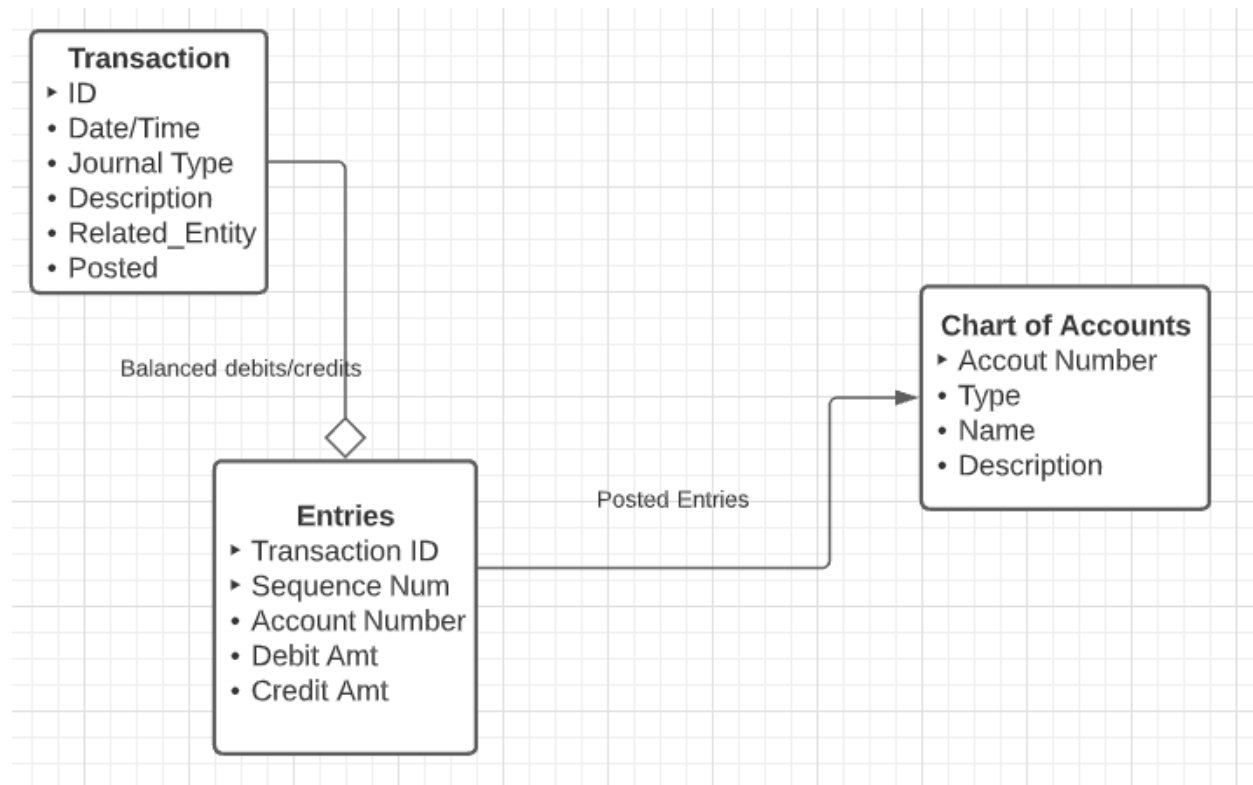 Transaction
ID
Date/Time
Journal Type
Description
Related_Entity
Posted
Balanced debits/credits
Entries
Transaction ID
Sequence Num
Account Number
Debit Amt
Credit Amt
Posted Entries
Chart of Accounts
Accout Number
Type
Name
Description